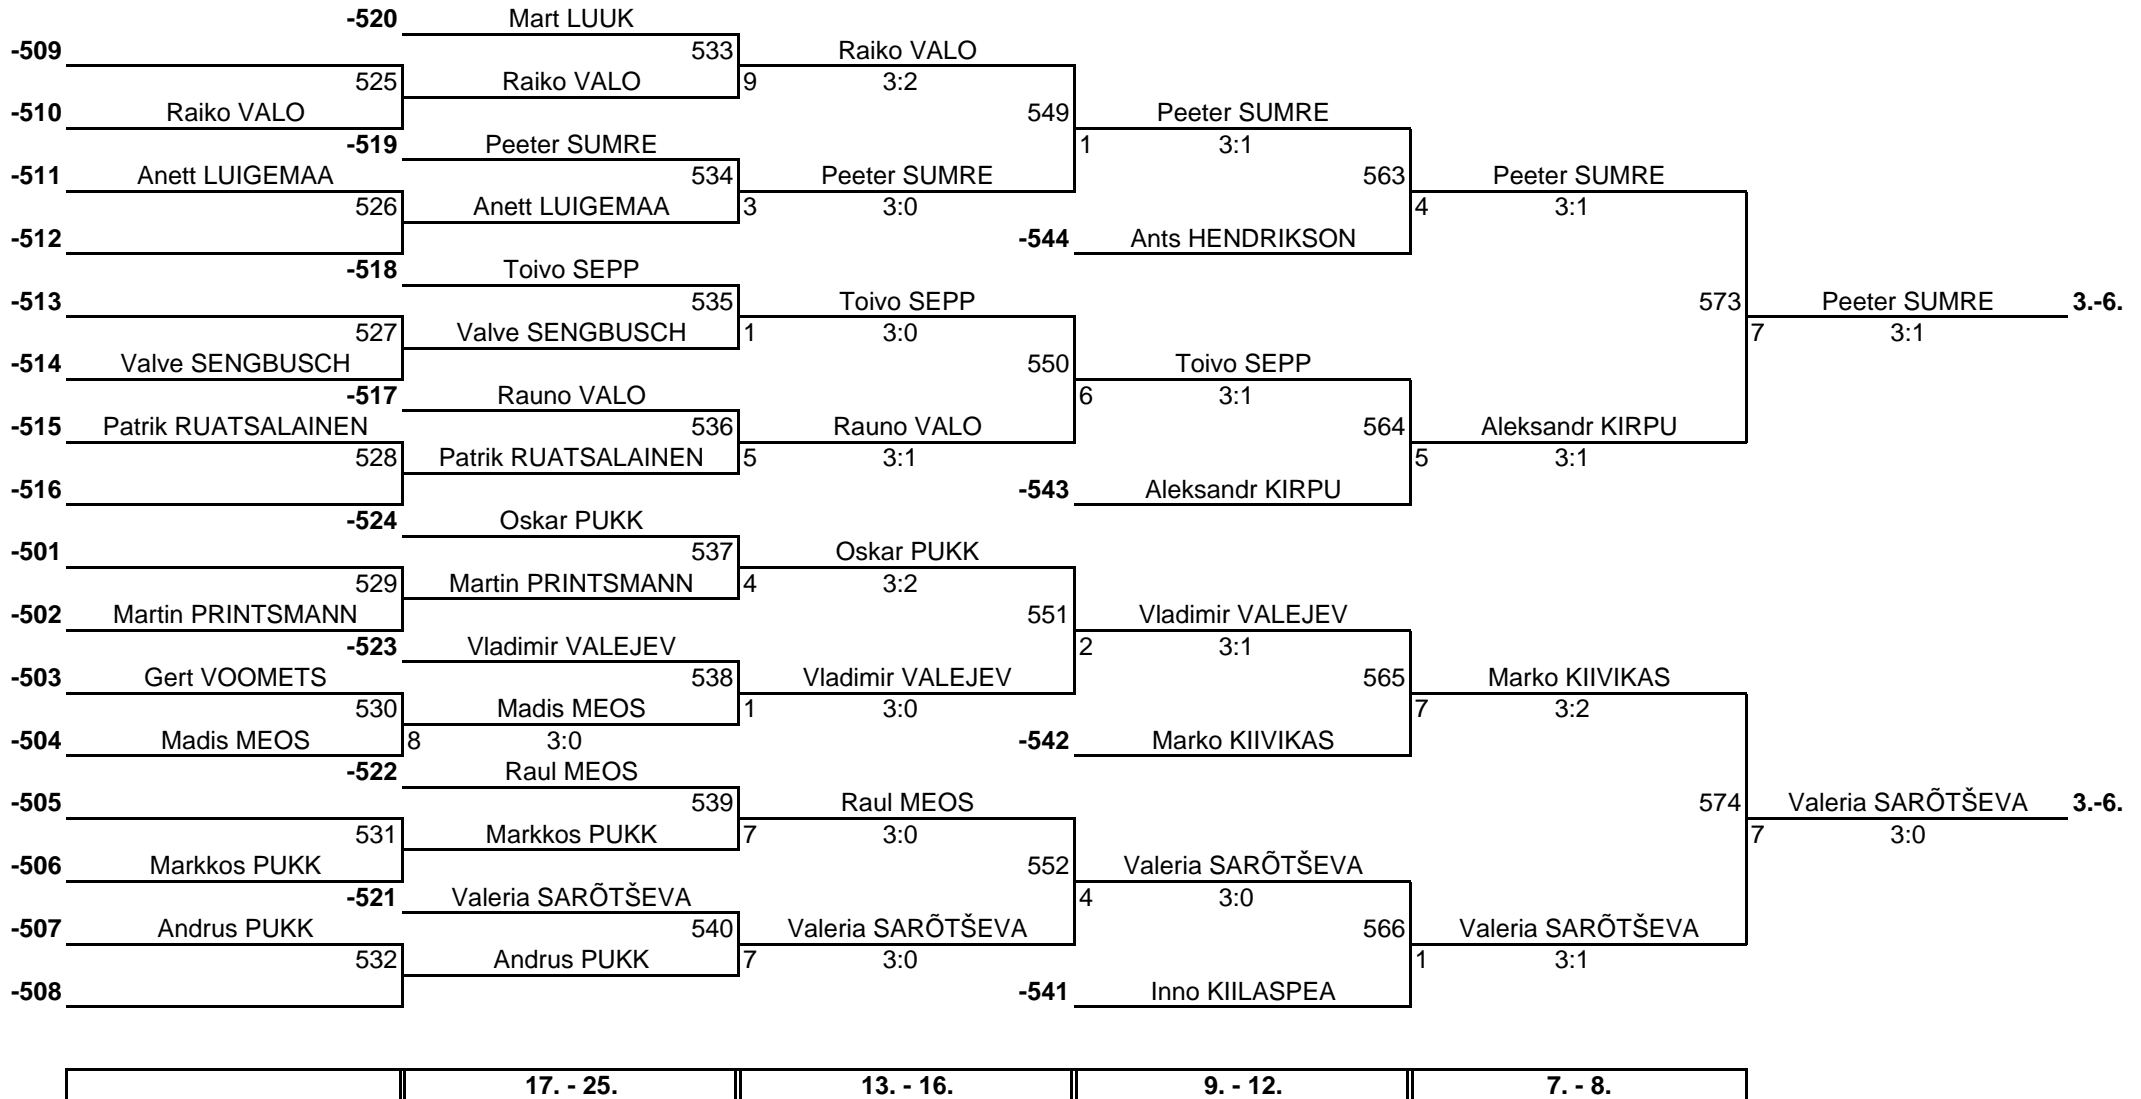 -520 Mart LUUK
-509 533 Raiko VALO
525 Raiko VALO 9 3:2
-510 Raiko VALO 549 Peeter SUMRE
-519 Peeter SUMRE 1 3:1
-511 Anett LUIGEMAA 534 Peeter SUMRE 563 Peeter SUMRE
526 Anett LUIGEMAA 3 3:0 4 3:1
-512 -544 Ants HENDRIKSON
-518 Toivo SEPP
-513 535 Toivo SEPP 573 Peeter SUMRE 3.-6.
527 Valve SENGBUSCH 1 3:0 7 3:1
-514 Valve SENGBUSCH 550 Toivo SEPP
-517 Rauno VALO 6 3:1
-515 Patrik RUATSALAINEN 536 Rauno VALO 564 Aleksandr KIRPU
528 Patrik RUATSALAINEN 5 3:1 5 3:1
-516 -543 Aleksandr KIRPU
-524 Oskar PUKK
-501 537 Oskar PUKK
529 Martin PRINTSMANN 4 3:2
-502 Martin PRINTSMANN 551 Vladimir VALEJEV
-523 Vladimir VALEJEV 2 3:1
-503 Gert VOOMETS 538 Vladimir VALEJEV 565 Marko KIIVIKAS
530 Madis MEOS 1 3:0 7 3:2
-504 Madis MEOS 8 3:0 -542 Marko KIIVIKAS
-522 Raul MEOS
-505 539 Raul MEOS 574 Valeria SARÕTŠEVA 3.-6.
531 Markkos PUKK 7 3:0 7 3:0
-506 Markkos PUKK 552 Valeria SARÕTŠEVA
-521 Valeria SARÕTŠEVA 4 3:0
-507 Andrus PUKK 540 Valeria SARÕTŠEVA 566 Valeria SARÕTŠEVA
532 Andrus PUKK 7 3:0 1 3:1
-508 -541 Inno KIILASPEA
17. - 25. 13. - 16. 9. - 12. 7. - 8.